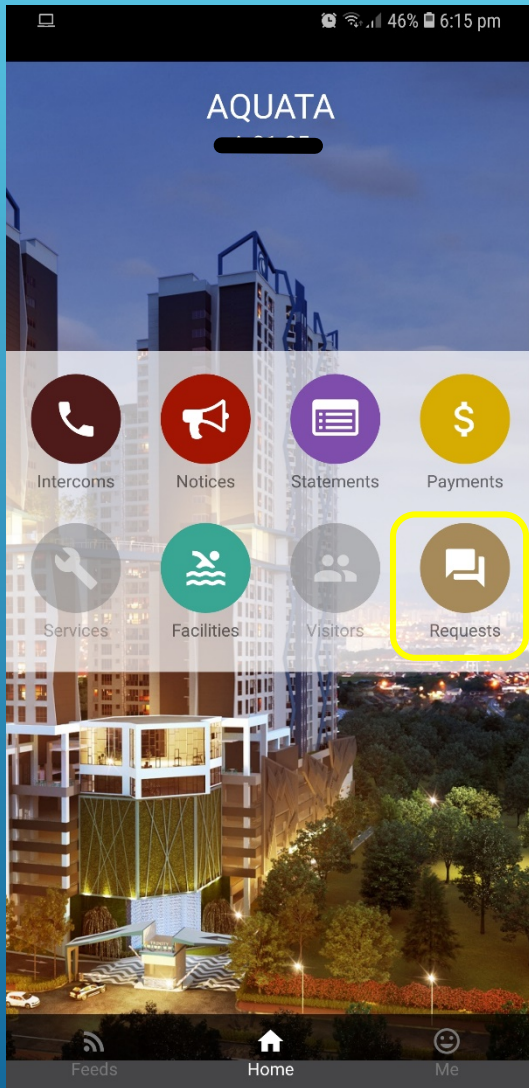 46% 6:15 pm
AQUATA
Intercoms Notices Statements Payments
Services Facilities Visitors Requests
Feeds Home Me